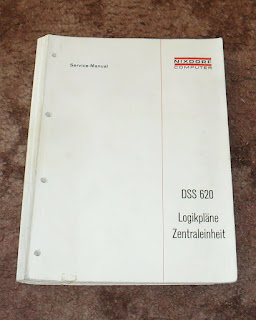 Service-Manual
NIXDORF
COMPUTER
DSS 620
Logikpläne
Zentraleinheit